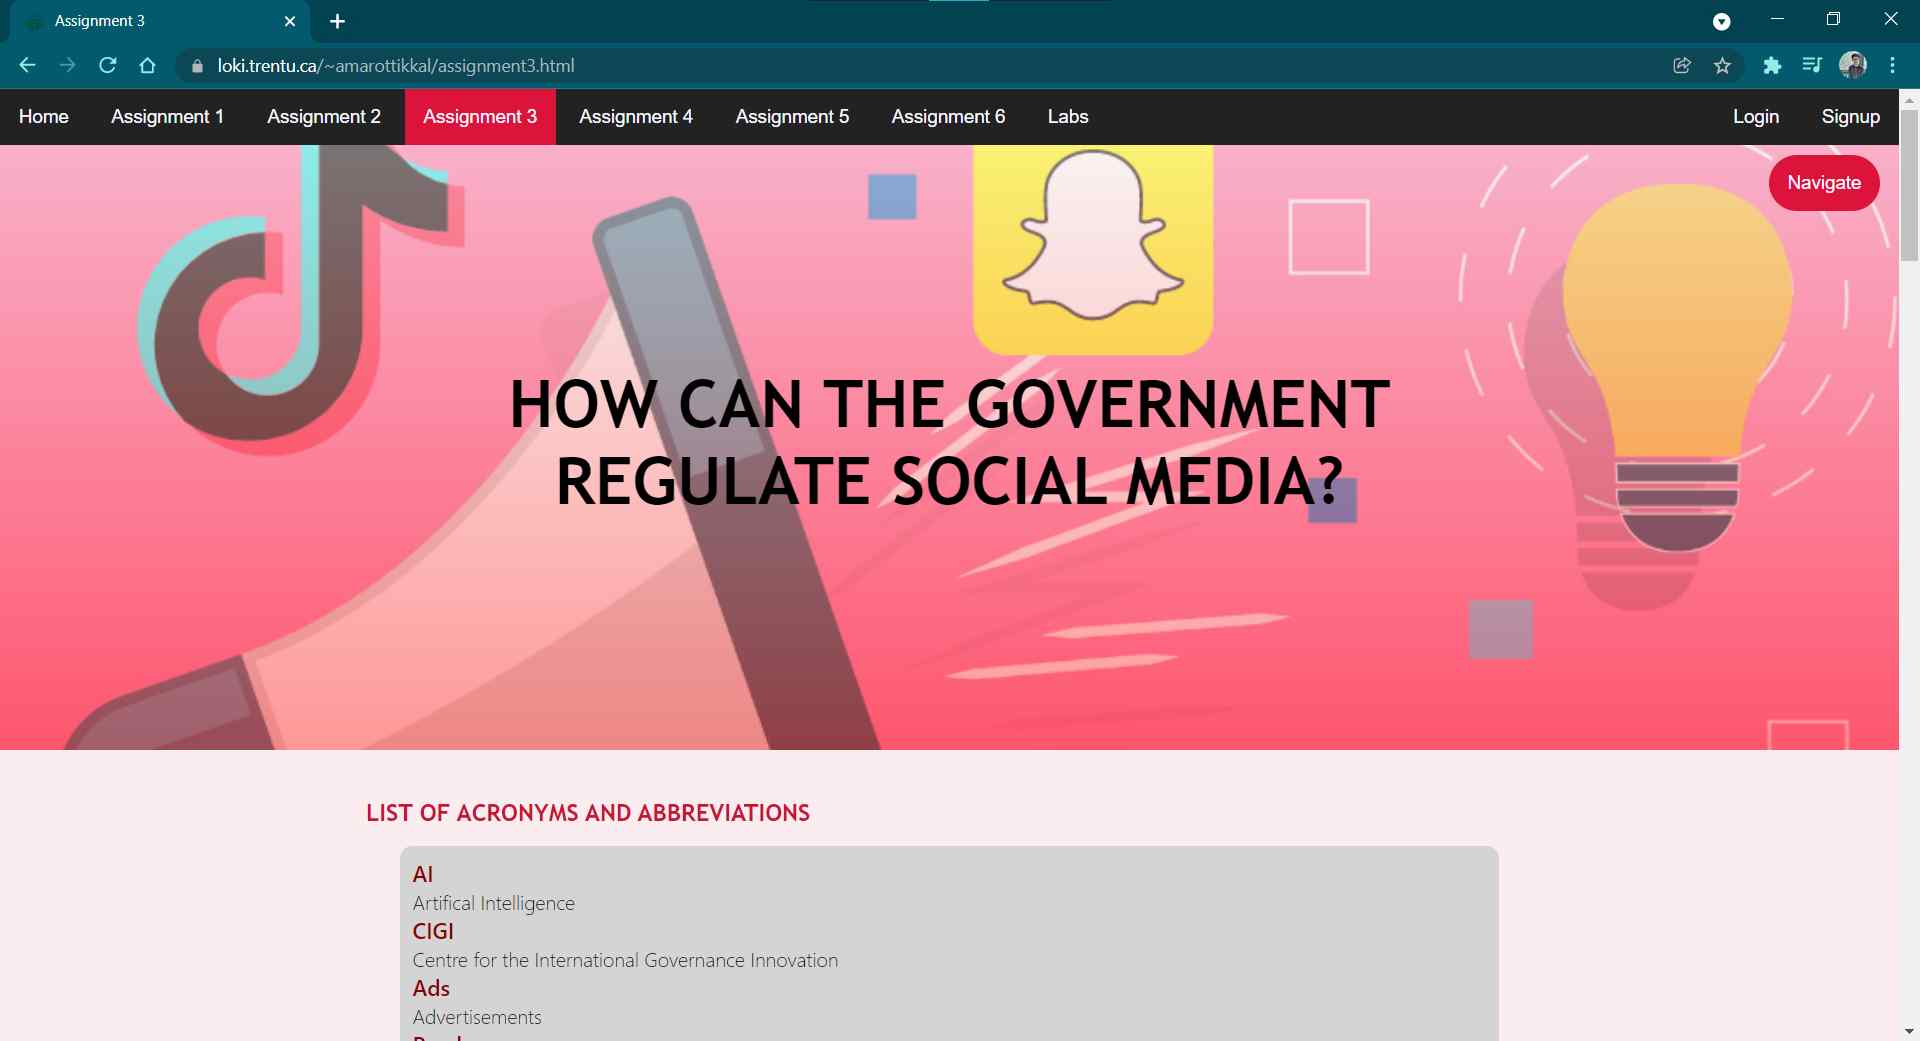 Assignment 3
loki.trentu.ca/~amarottikkal/assignment3.html
Home Assignment 1 Assignment 2 Assignment 3 Assignment 4 Assignment 5 Assignment 6 Labs Login Signup
Navigate
HOW CAN THE GOVERNMENT
REGULATE SOCIAL MEDIA?
LIST OF ACRONYMS AND ABBREVIATIONS
AI
Artifical Intelligence
CIGI
Centre for the International Governance Innovation
Ads
Advertisements